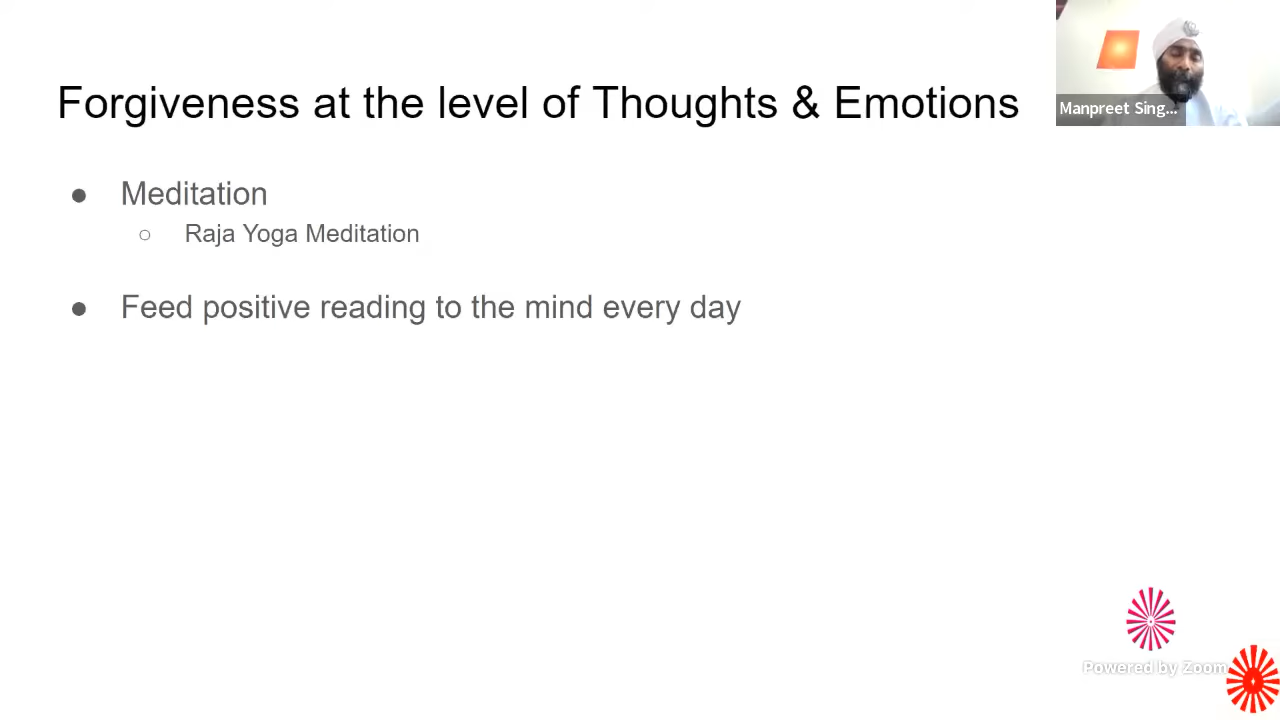 Forgiveness at the level of Thoughts & Emotions
Manpreet Sing...
● Meditation
○ Raja Yoga Meditation
● Feed positive reading to the mind every day
Powered by Zoom